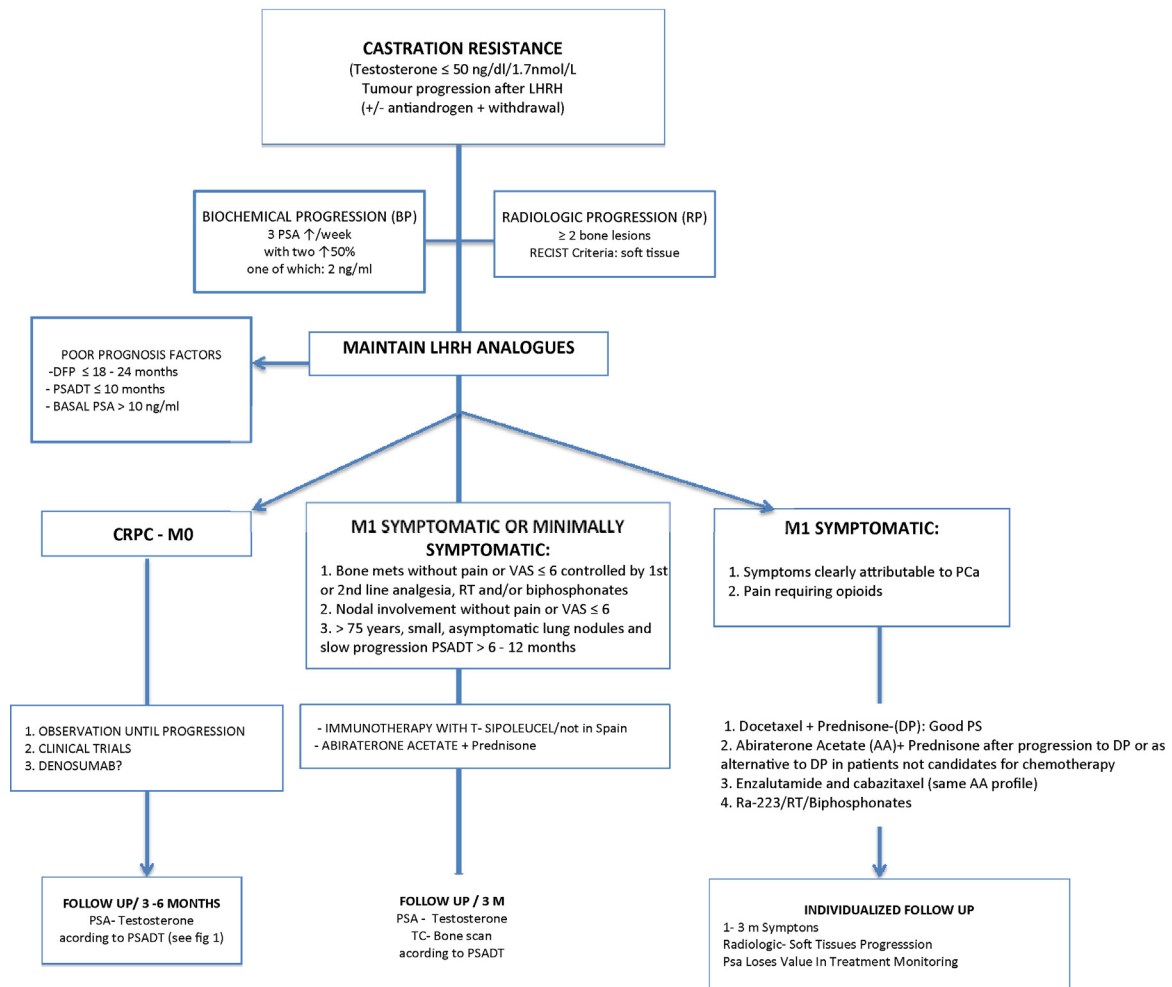 CASTRATION RESISTANCE
(Testosterone ≤ 50 ng/dl/1.7nmol/L
Tumour progression after LHRH
(+/- antiandrogen + withdrawal)
BIOCHEMICAL PROGRESSION (BP)
3 PSA ↑/week
with two ↑50%
one of which: 2 ng/ml
RADIOLOGIC PROGRESSION (RP)
≥ 2 bone lesions
RECIST Criteria: soft tissue
POOR PROGNOSIS FACTORS
-DFP ≤ 18 - 24 months
- PSADT ≤ 10 months
- BASAL PSA > 10 ng/ml
MAINTAIN LHRH ANALOGUES
CRPC - M0
1. OBSERVATION UNTIL PROGRESSION
2. CLINICAL TRIALS
3. DENOSUMAB?
FOLLOW UP/ 3 -6 MONTHS
PSA- Testosterone
acording to PSADT (see fig 1)
M1 SYMPTOMATIC OR MINIMALLY
SYMPTOMATIC:
1. Bone mets without pain or VAS ≤ 6 controlled by 1st
or 2nd line analgesia, RT and/or biphosphonates
2. Nodal involvement without pain or VAS ≤ 6
3. > 75 years, small, asymptomatic lung nodules and
slow progression PSADT > 6 - 12 months
- IMMUNOTHERAPY WITH T- SIPOLEUCEL/not in Spain
- ABIRATERONE ACETATE + Prednisone
FOLLOW UP / 3 M
PSA - Testosterone
TC- Bone scan
acording to PSADT
M1 SYMPTOMATIC:
1. Symptoms clearly attributable to PCa
2. Pain requiring opioids
1. Docetaxel + Prednisone-(DP): Good PS
2. Abiraterone Acetate (AA)+ Prednisone after progression to DP or as
alternative to DP in patients not candidates for chemotherapy
3. Enzalutamide and cabazitaxel (same AA profile)
4. Ra-223/RT/Biphosphonates
INDIVIDUALIZED FOLLOW UP
1- 3 m Symptons
Radiologic- Soft Tissues Progresssion
Psa Loses Value In Treatment Monitoring